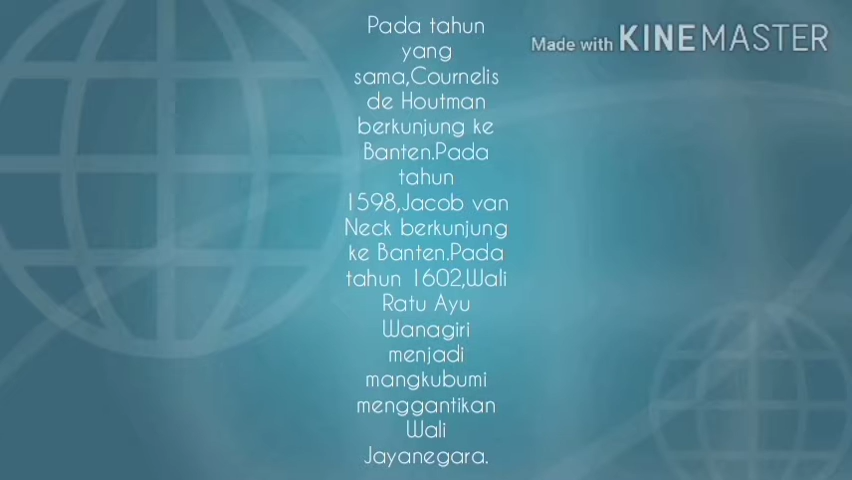 Pada tahun
yang
sama,Cournelis
de Houtman
berkunjung ke
Banten.Pada
tahun
1598,Jacob van
Neck berkunjung
ke Banten.Pada
tahun 1602,Wali
Ratu Ayu
Wanagiri
menjadi
mangkubumi
menggantikan
Wali
Jayanegara.
Made with KINEMASTER